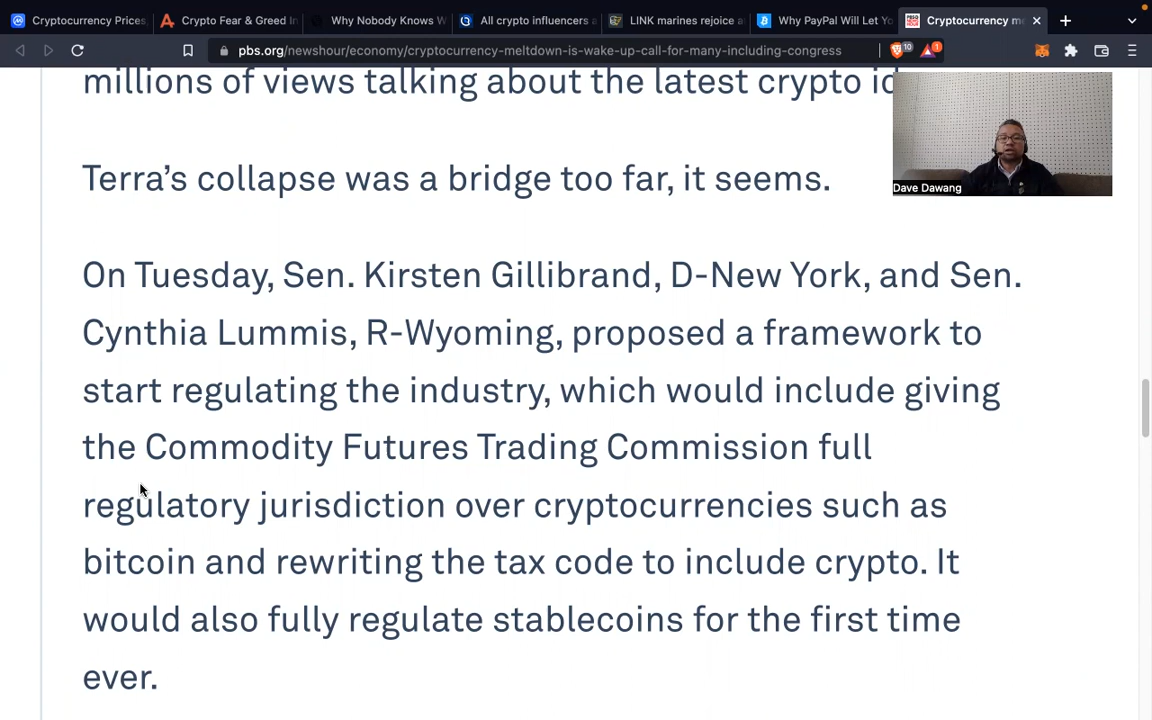 Cryptocurrency Prices,
Crypto Fear & Greed In
Why Nobody Knows W
All crypto influencers a
LINK marines rejoice a
Why PayPal Will Let Yo
Cryptocurrency me
pbs.org/newshour/economy/cryptocurrency-meltdown-is-wake-up-call-for-many-including-congress
10
1
millions of views talking about the latest crypto
Dave Dawang
Terra's collapse was a bridge too far, it seems.
On Tuesday, Sen. Kirsten Gillibrand, D-New York, and Sen.
Cynthia Lummis, R-Wyoming, proposed a framework to
start regulating the industry, which would include giving
the Commodity Futures Trading Commission full
regulatory jurisdiction over cryptocurrencies such as
bitcoin and rewriting the tax code to include crypto. It
would also fully regulate stablecoins for the first time
ever.